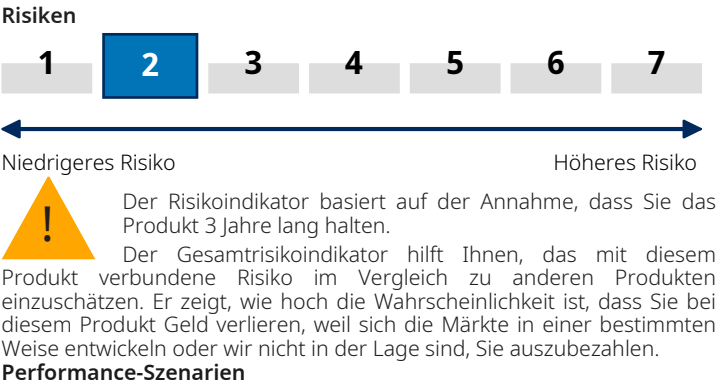 Risiken
1 2 3 4 5 6 7
Niedrigeres Risiko Höheres Risiko
!
Der Risikoindikator basiert auf der Annahme, dass Sie das
Produkt 3 Jahre lang halten.
Der Gesamtrisikoindikator hilft Ihnen, das mit diesem
Produkt verbundene Risiko im Vergleich zu anderen Produkten
einzuschätzen. Er zeigt, wie hoch die Wahrscheinlichkeit ist, dass Sie bei
diesem Produkt Geld verlieren, weil sich die Märkte in einer bestimmten
Weise entwickeln oder wir nicht in der Lage sind, Sie auszubezahlen.
Performance-Szenarien